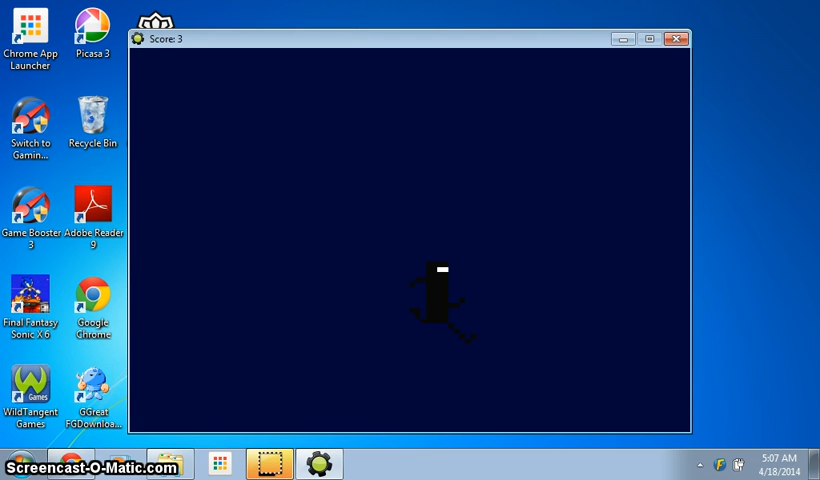 Score: 3
Chrome App
Launcher
Picasa 3
Switch to
Gamin...
Recycle Bin
Game Booster
3
Adobe Reader
9
Final Fantasy
Sonic X 6
Google
Chrome
WildTangent
Games
GGreat
FGDownloa...
W
Games
Screencast-O-Matic.com
5:07 AM
4/18/2014